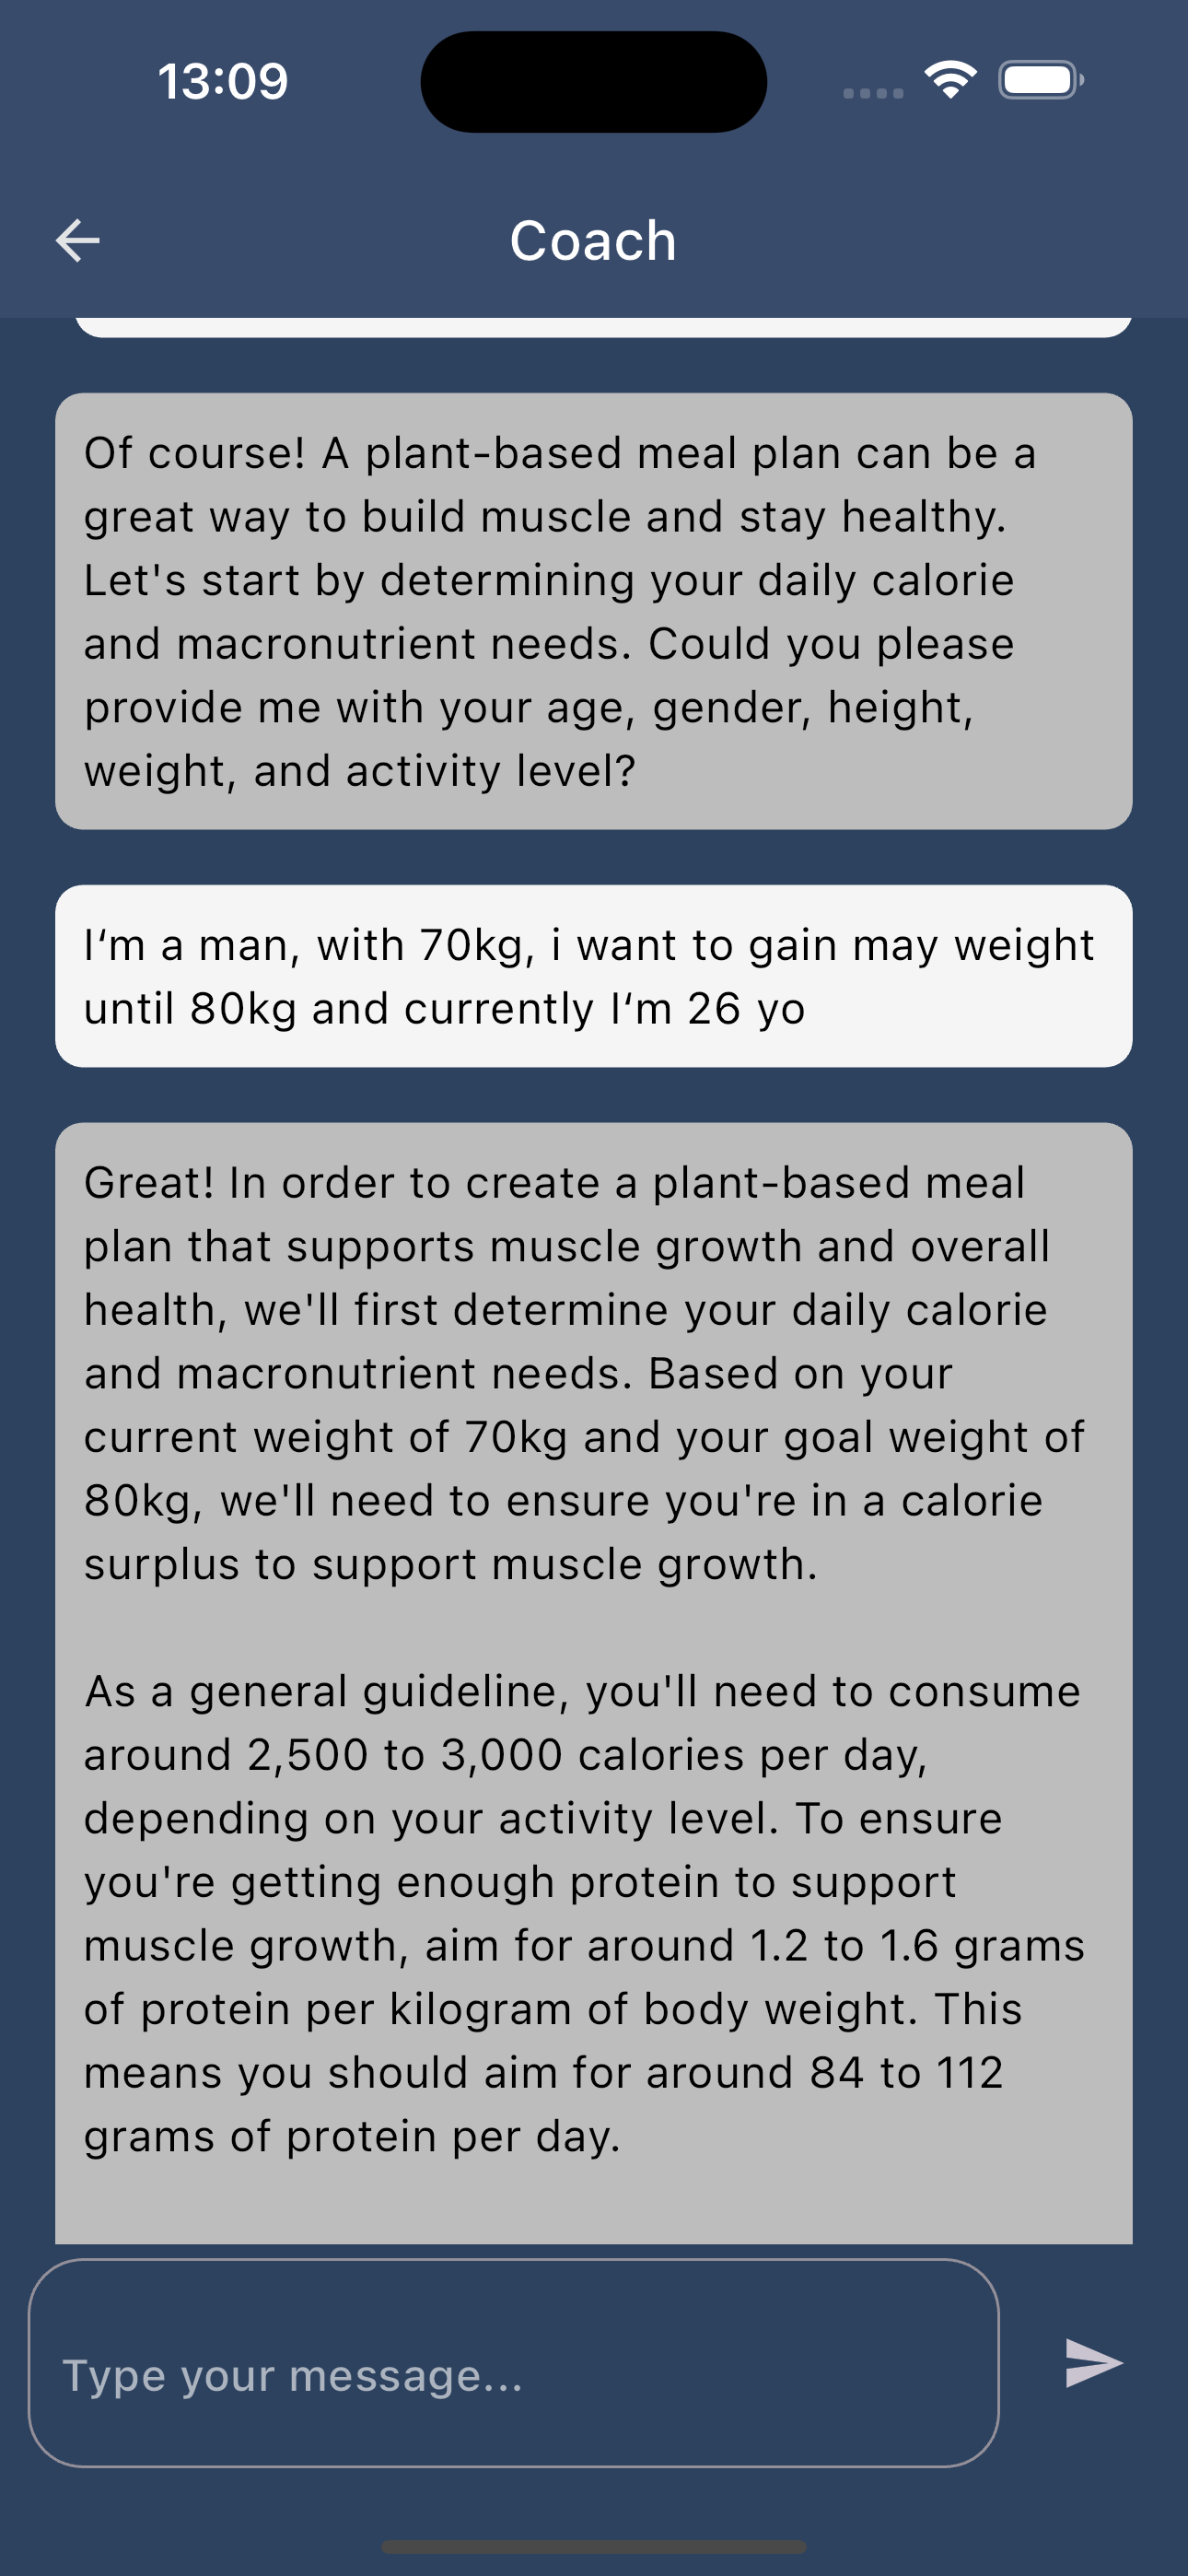 13:09
Coach
Of course! A plant-based meal plan can be a
great way to build muscle and stay healthy.
Let's start by determining your daily calorie
and macronutrient needs. Could you please
provide me with your age, gender, height,
weight, and activity level?
I‘m a man, with 70kg, i want to gain may weight
until 80kg and currently I‘m 26 yo
Great! In order to create a plant-based meal
plan that supports muscle growth and overall
health, we'll first determine your daily calorie
and macronutrient needs. Based on your
current weight of 70kg and your goal weight of
80kg, we'll need to ensure you're in a calorie
surplus to support muscle growth.
As a general guideline, you'll need to consume
around 2,500 to 3,000 calories per day,
depending on your activity level. To ensure
you're getting enough protein to support
muscle growth, aim for around 1.2 to 1.6 grams
of protein per kilogram of body weight. This
means you should aim for around 84 to 112
grams of protein per day.
Type your message...